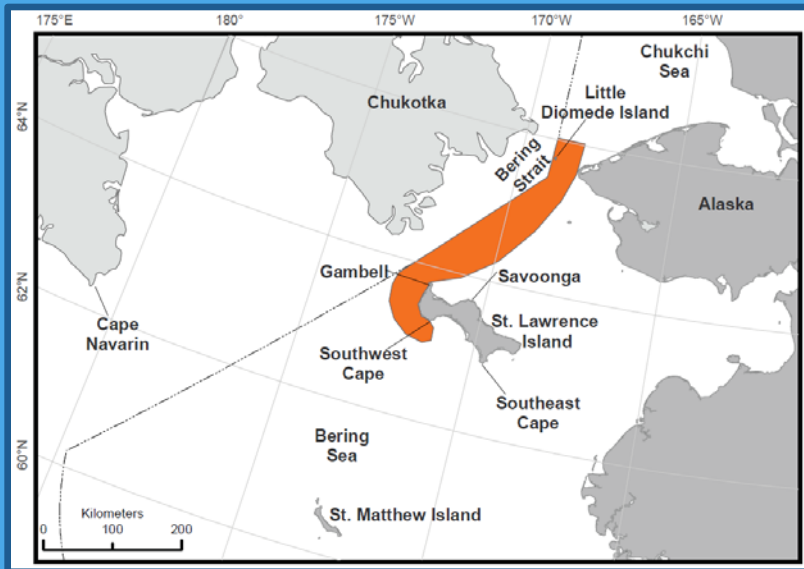 175°E
180°
175°W
170°W
165°W
Chukchi
Sea
Little
Diomede Island
64°N
Chukotka
Bering
Strait
Alaska
Gambell
Savoonga
62°N
Cape
Navarin
St. Lawrence
Island
Southwest
Cape
Southeast
Cape
Bering
Sea
60°N
Kilometers
0
100
200
St. Matthew Island